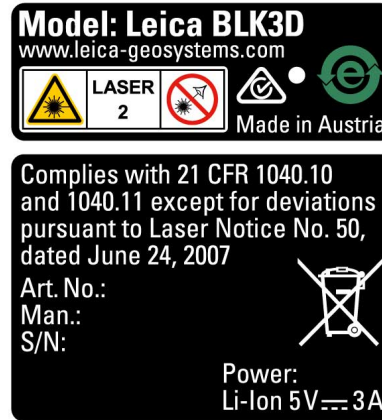 Model: Leica BLK3D
www.leica-geosystems.com
LASER
2
e
Made in Austria
Complies with 21 CFR 1040.10
and 1040.11 except for deviations
pursuant to Laser Notice No. 50,
dated June 24, 2007
Art. No.:
Man.:
S/N:
Power:
Li-Ion 5V⎓3A